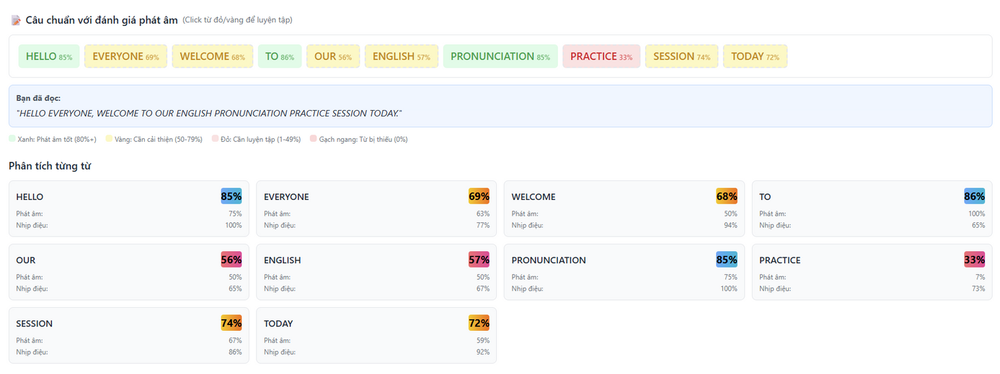 Câu chuẩn với đánh giá phát âm (Click từ đỏ/vàng để luyện tập)
HELLO 85% EVERYONE 69% WELCOME 68% TO 86% OUR 56% ENGLISH 57% PRONUNCIATION 85% PRACTICE 33% SESSION 74% TODAY 72%
Bạn đã đọc:
"HELLO EVERYONE, WELCOME TO OUR ENGLISH PRONUNCIATION PRACTICE SESSION TODAY."
Xanh: Phát âm tốt (80%+) Vàng: Cần cải thiện (50-79%) Đỏ: Cần luyện tập (1-49%) Gạch ngang: Từ bị thiếu (0%)
Phân tích từng từ
HELLO 85% EVERYONE 69% WELCOME 68% TO 86%
Phát âm: 75% Phát âm: 63% Phát âm: 50% Phát âm: 100%
Nhịp điệu: 100% Nhịp điệu: 77% Nhịp điệu: 94% Nhịp điệu: 65%
OUR 56% ENGLISH 57% PRONUNCIATION 85% PRACTICE 33%
Phát âm: 50% Phát âm: 50% Phát âm: 75% Phát âm: 7%
Nhịp điệu: 65% Nhịp điệu: 67% Nhịp điệu: 100% Nhịp điệu: 73%
SESSION 74% TODAY 72%
Phát âm: 67% Phát âm: 59%
Nhịp điệu: 86% Nhịp điệu: 92%